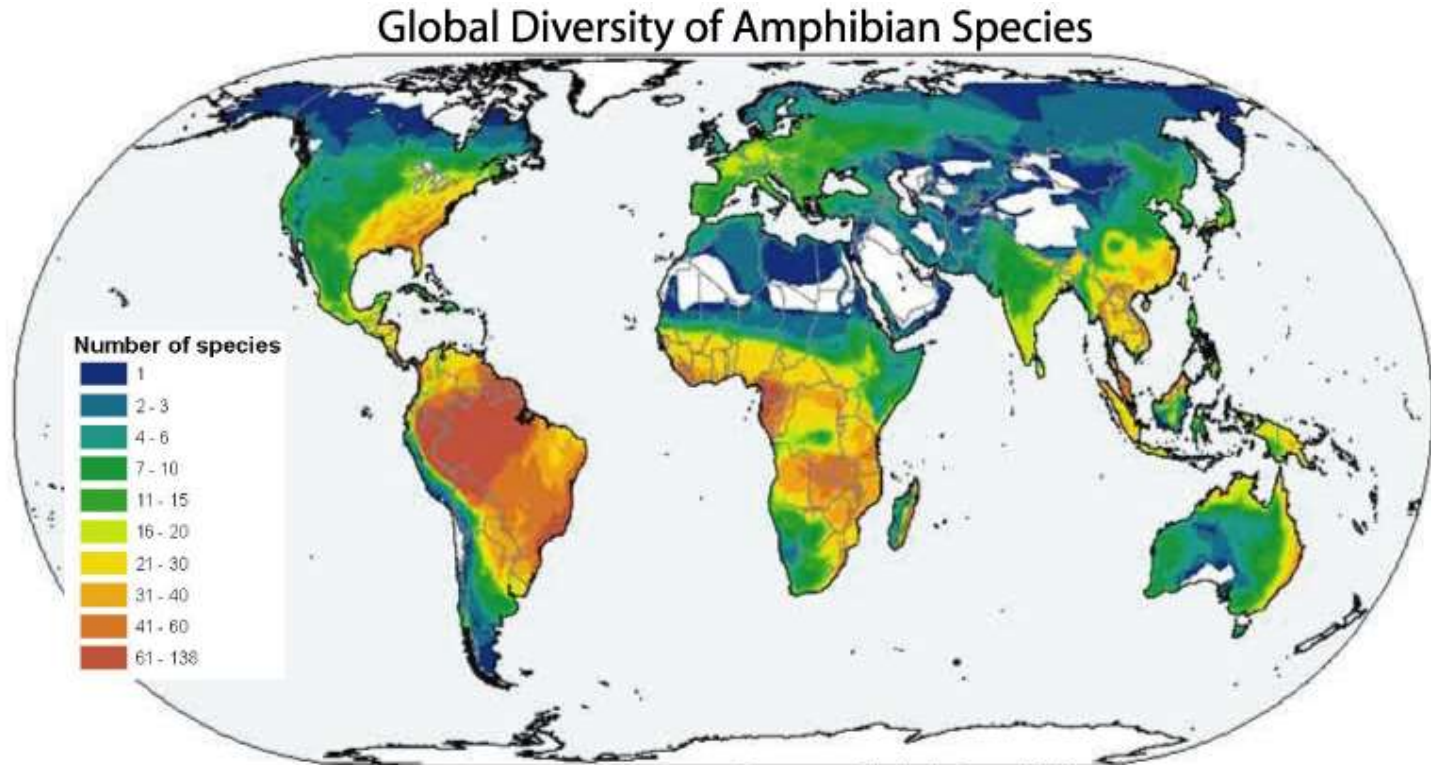 Global Diversity of Amphibian Species
Number of species
1
2 - 3
4 - 6
7 - 10
11 - 15
16 - 20
21 - 30
31 - 40
41 - 60
61 - 138